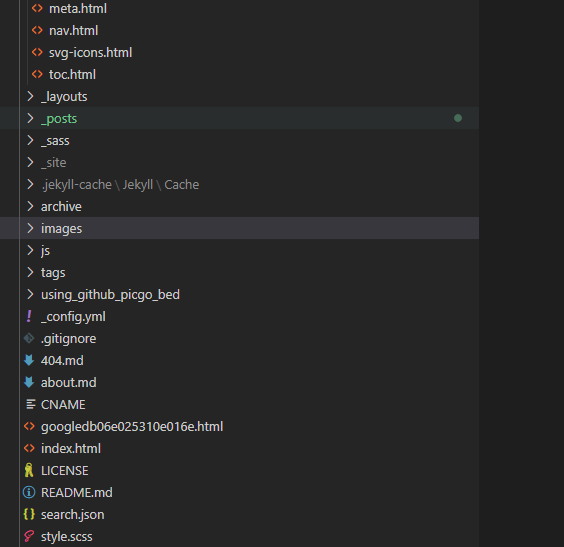 meta.html
nav.html
svg-icons.html
toc.html
_layouts
_posts
_sass
_site
.jekyll-cache \ Jekyll \ Cache
archive
images
js
tags
using_github_picgo_bed
_config.yml
.gitignore
404.md
about.md
CNAME
googledb06e025310e016e.html
index.html
LICENSE
README.md
search.json
style.scss